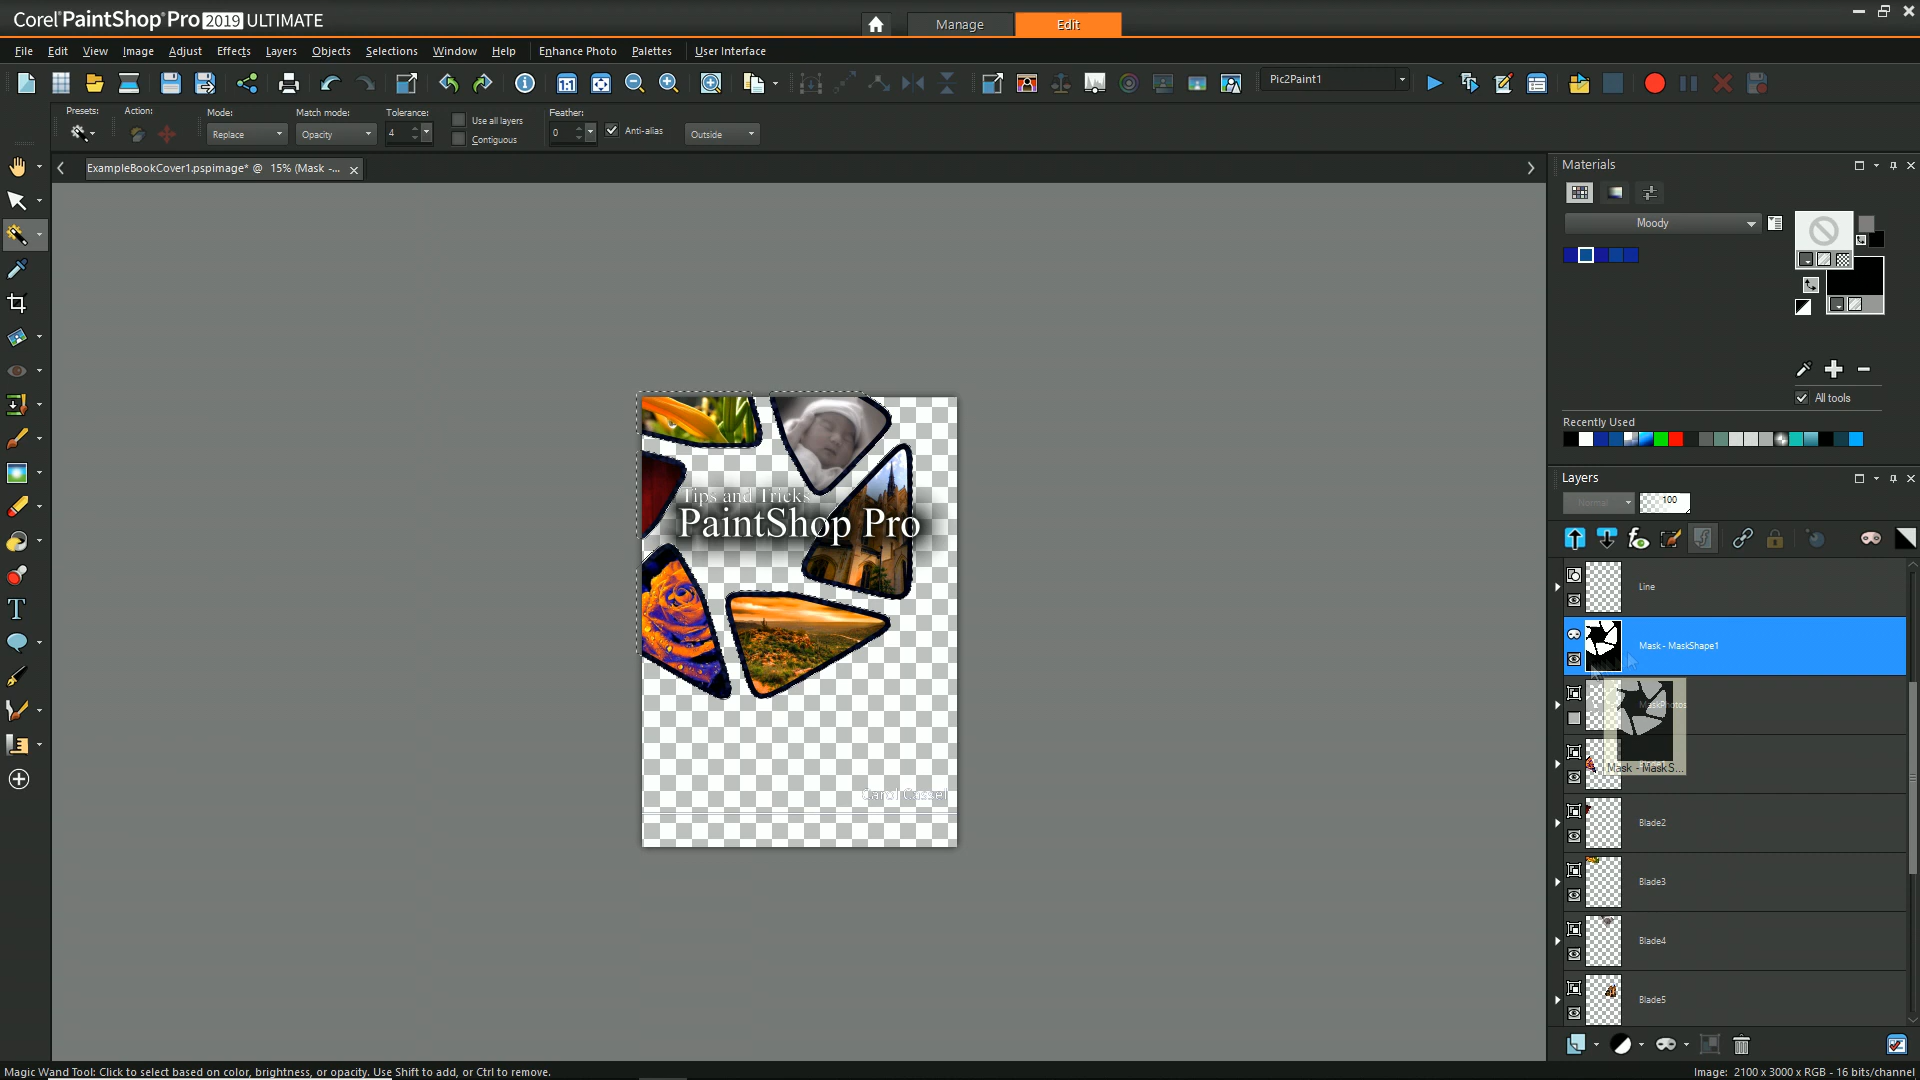 Corel PaintShop Pro 2019 ULTIMATE
Manage
Edit
File Edit View Image Adjust Effects Layers Objects Selections Window Help Enhance Photo Palettes User Interface
Pic2Paint1
Presets:
Action:
Mode:
Replace
Match mode:
Opacity
Tolerance:
4
Use all layers
Contiguous
Feather:
0
Anti-alias
Outside
ExampleBookCover1.pspimage* @ 15% (Mask -...
Tips and Tricks
PaintShop Pro
Carol Cassel
Materials
Moody
All tools
Recently Used
Layers
Normal
100
Line
Mask - MaskShape1
MaskPhotos
Mask - MaskS...
Blade2
Blade3
Blade4
Blade5
Magic Wand Tool: Click to select based on color, brightness, or opacity. Use Shift to add, or Ctrl to remove.
Image: 2100 x 3000 x RGB - 16 bits/channel